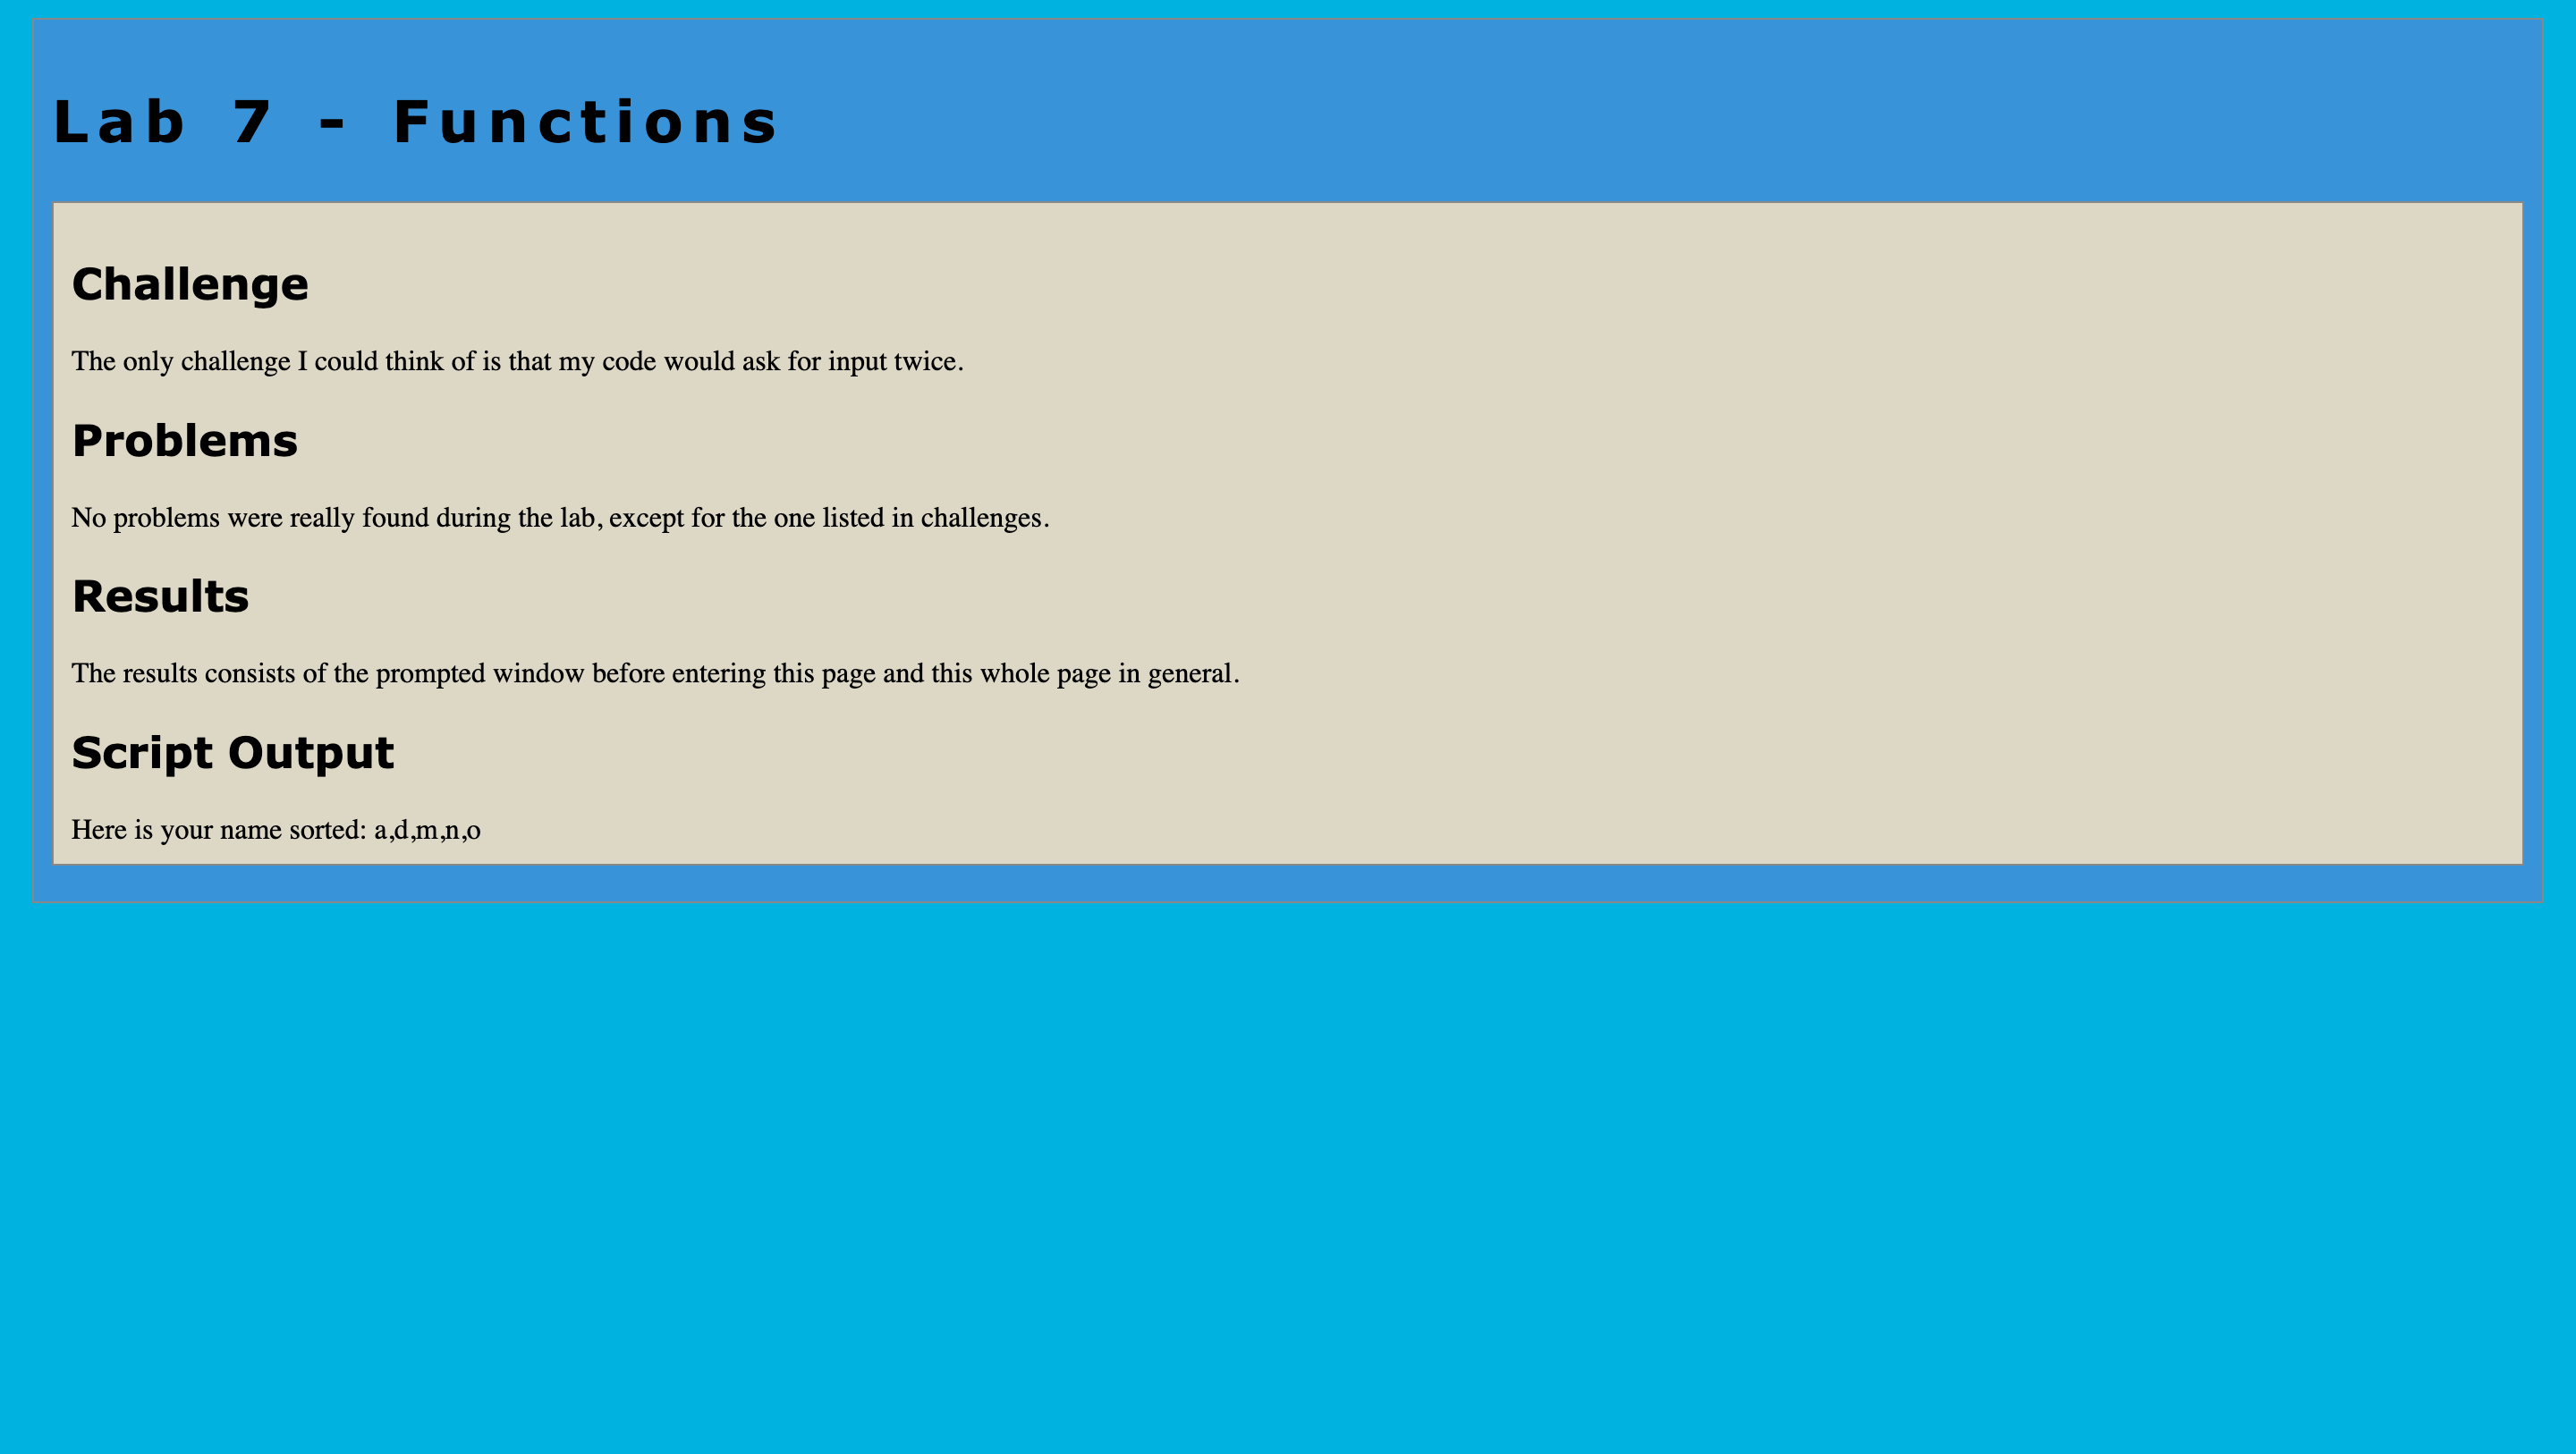 Lab 7 - Functions
Challenge
The only challenge I could think of is that my code would ask for input twice.
Problems
No problems were really found during the lab, except for the one listed in challenges.
Results
The results consists of the prompted window before entering this page and this whole page in general.
Script Output
Here is your name sorted: a,d,m,n,o